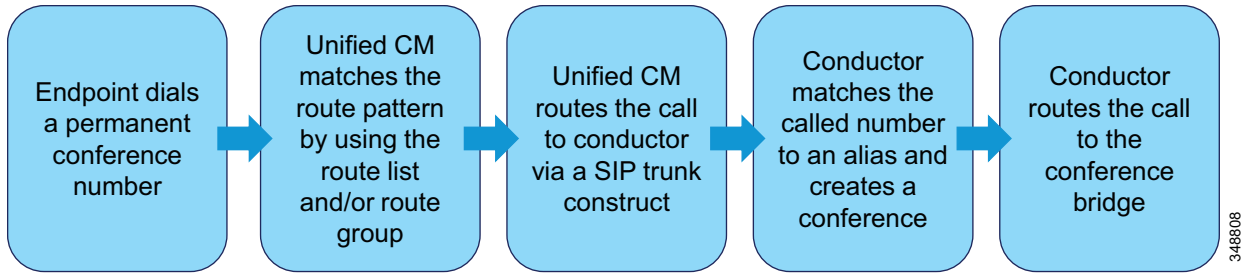 Endpoint dials
a permanent
conference
number
Unified CM
matches the
route pattern
by using the
route list
and/or route
group
Unified CM
routes the call
to conductor
via a SIP trunk
construct
Conductor
matches the
called number
to an alias and
creates a
conference
Conductor
routes the call
to the
conference
bridge
348808